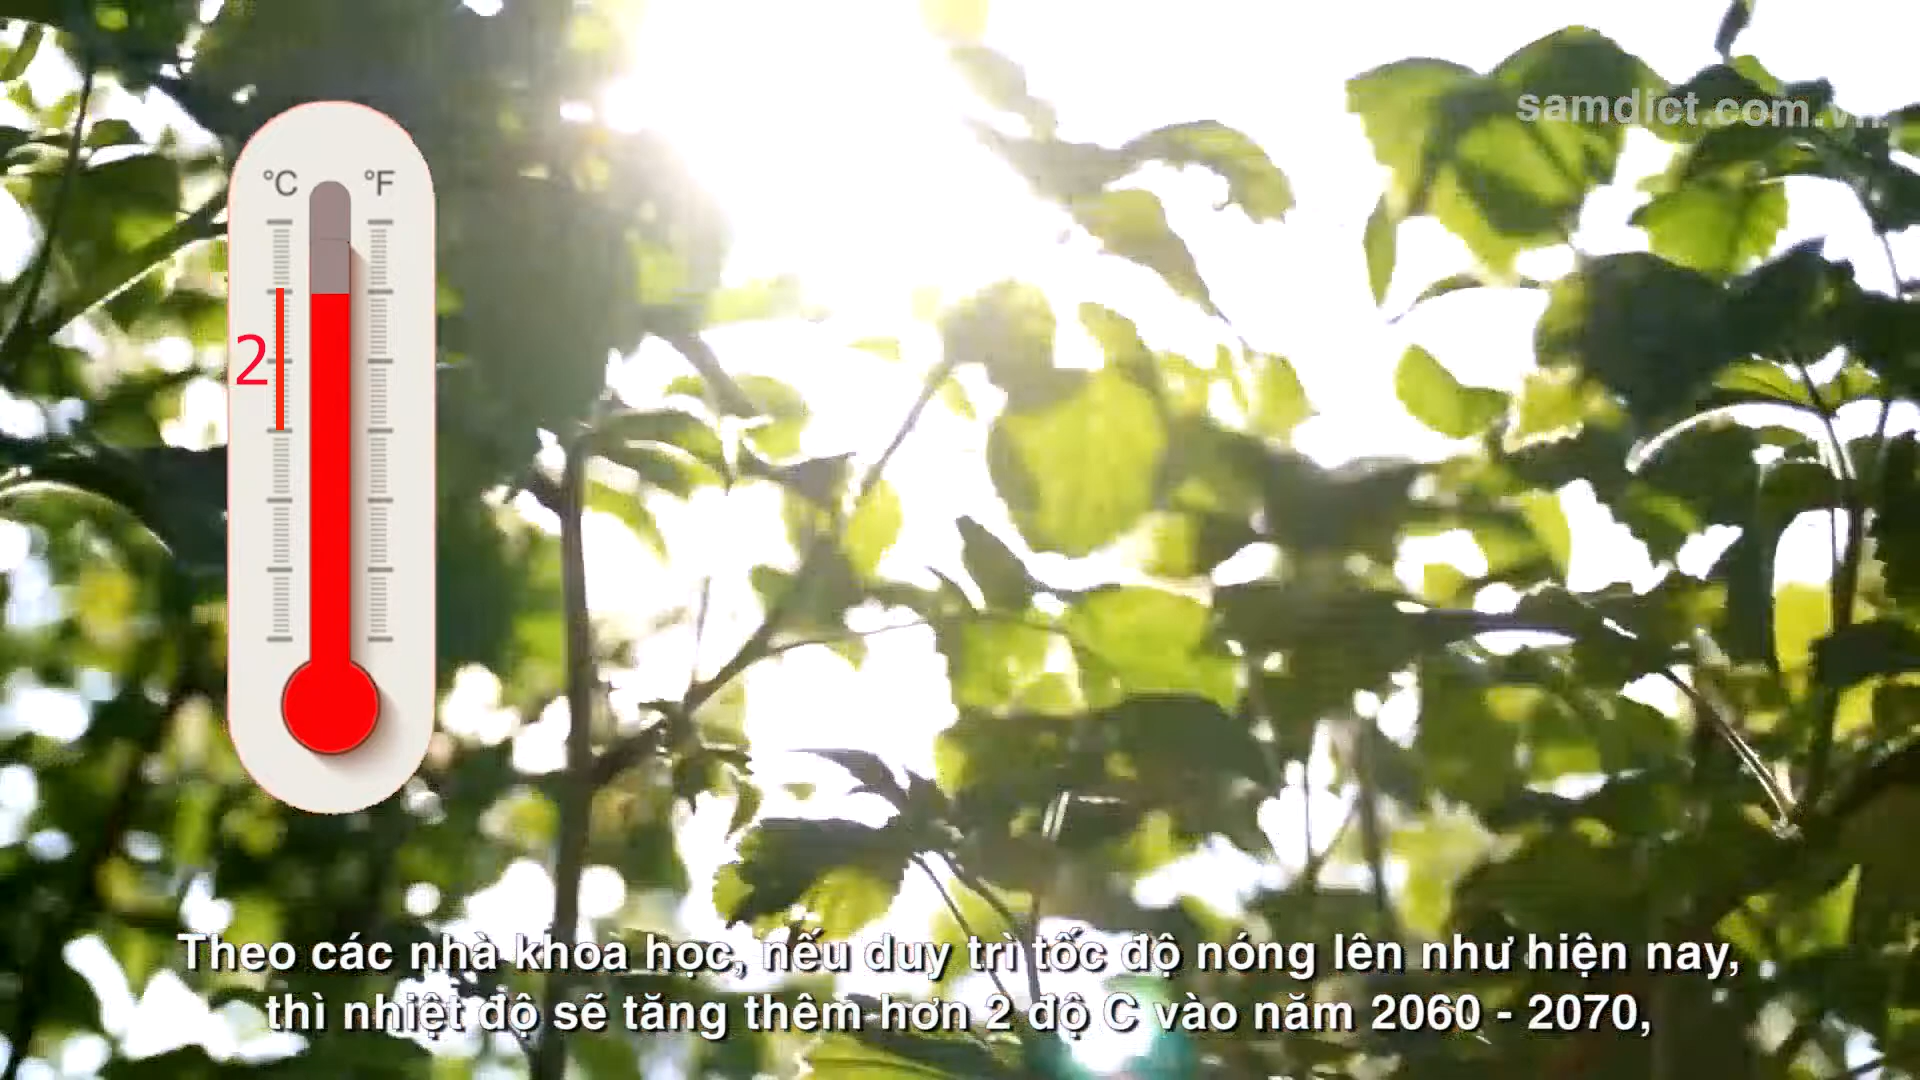 samdict.com.vn
°C °F
2
Theo các nhà khoa học, nếu duy trì tốc độ nóng lên như hiện nay,
thì nhiệt độ sẽ tăng thêm hơn 2 độ C vào năm 2060 - 2070,